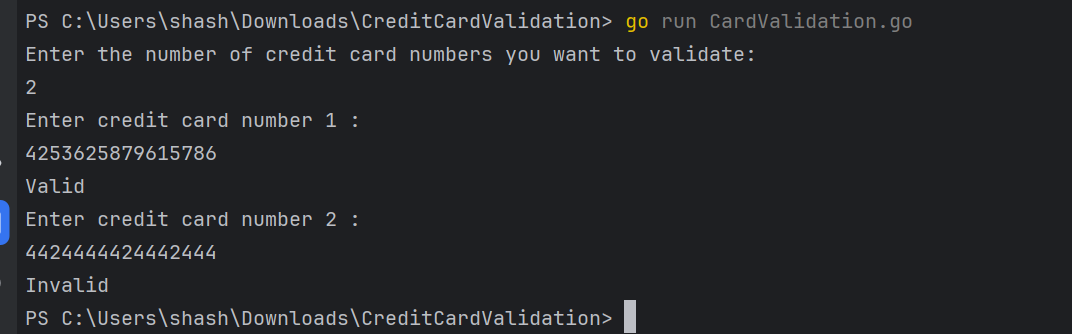 PS C:\Users\shash\Downloads\CreditCardValidation> go run CardValidation.go
Enter the number of credit card numbers you want to validate:
2
Enter credit card number 1 :
4253625879615786
Valid
Enter credit card number 2 :
4424444424442444
Invalid
PS C:\Users\shash\Downloads\CreditCardValidation>